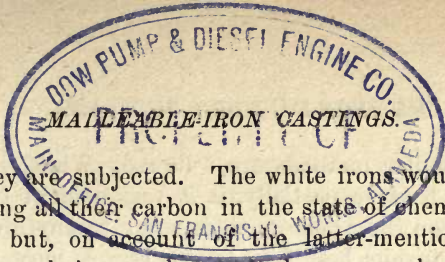 DOW PUMP & DIESEL ENGINE CO.
MALLEABLE-IRON CASTINGS.
PROPERTY OF
MAIN OFFICE, SAN FRANCISCO, WORKS, ALAMEDA
ey are subjected. The white irons wou
ng all their carbon in the state of chem
but, on account of the latter-mentio